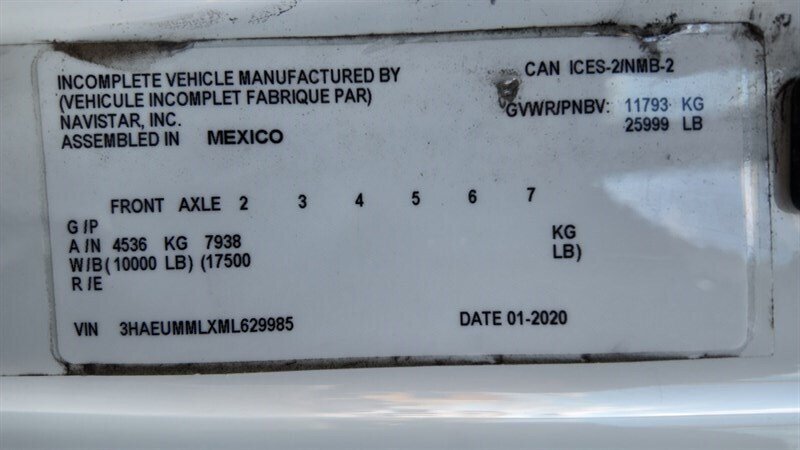 INCOMPLETE VEHICLE MANUFACTURED BY
(VEHICULE INCOMPLET FABRIQUE PAR)
NAVISTAR, INC.
ASSEMBLED IN MEXICO
CAN ICES-2/NMB-2
GVWR/PNBV: 11793 KG
25999 LB
FRONT AXLE 2 3 4 5 6 7
G /P
A /N 4536 KG 7938 KG
W/B (10000 LB) (17500 LB)
R /E
VIN 3HAEUMMLXML629985 DATE 01-2020